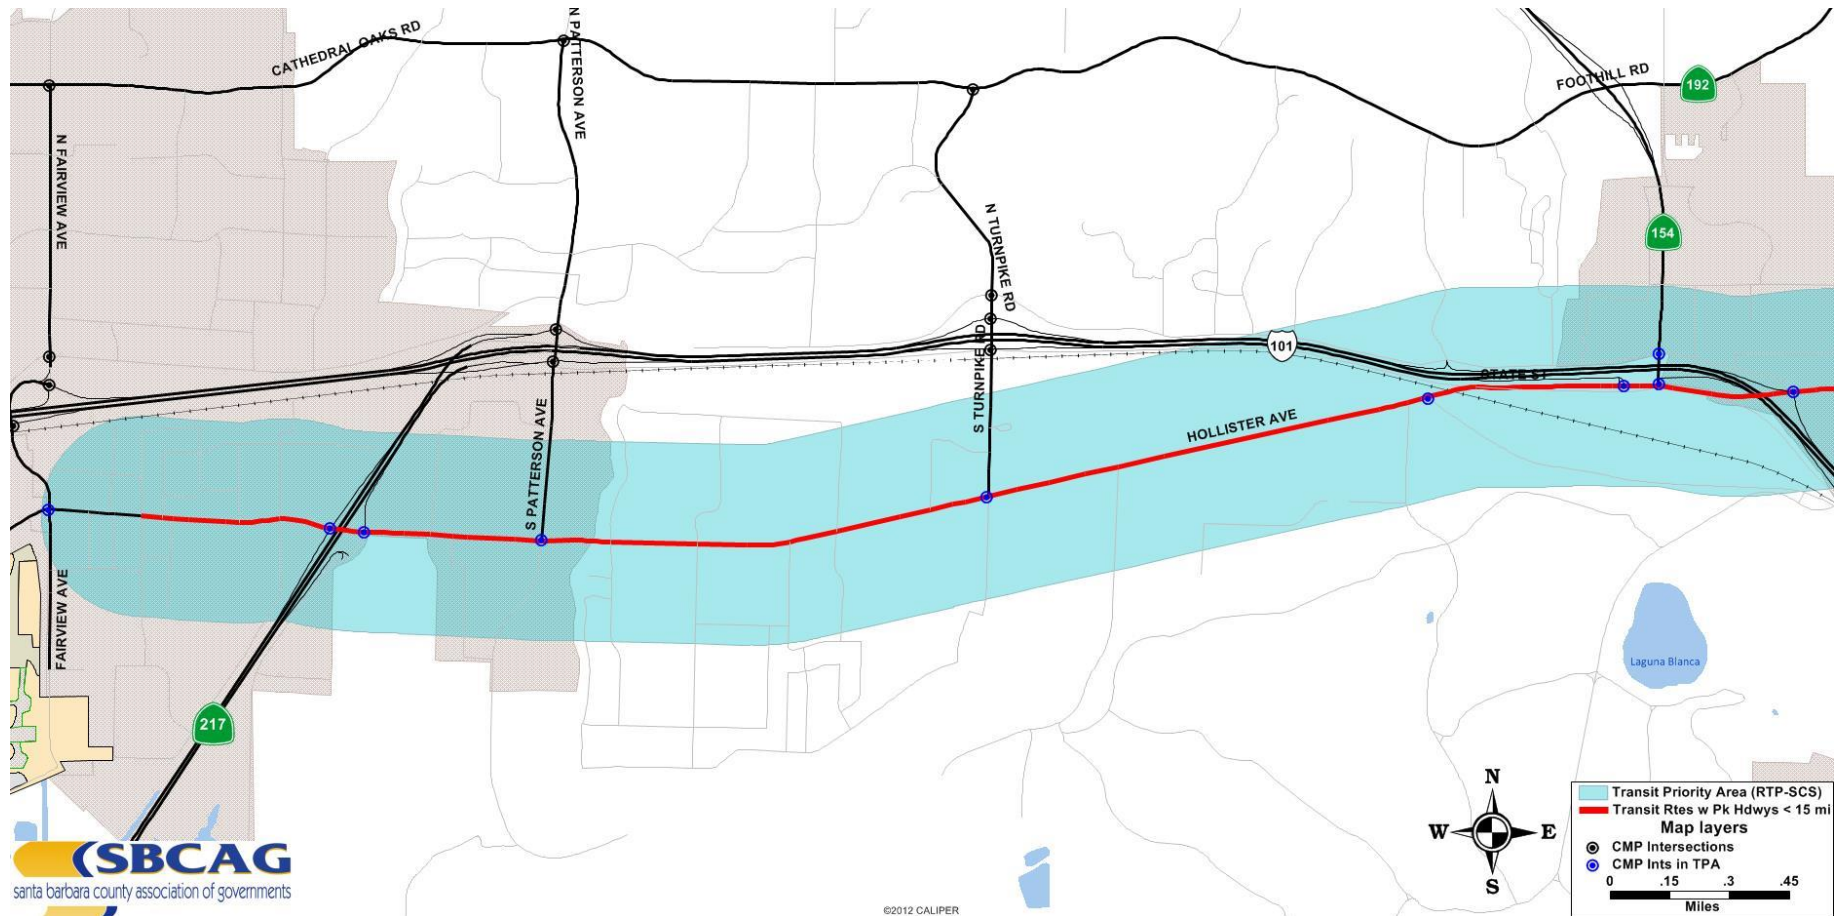 CATHEDRAL OAKS RD
N PATTERSON AVE
FOOTHILL RD
192
N FAIRVIEW AVE
N TURNPIKE RD
154
S TURNPIKE RD
101
STATE ST
HOLLISTER AVE
S PATTERSON AVE
FAIRVIEW AVE
217
Laguna Blanca
N
W E
S
Transit Priority Area (RTP-SCS)
Transit Rtes w Pk Hdwys < 15 mi
Map layers
CMP Intersections
CMP Ints in TPA
0 .15 .3 .45
Miles
SBCAG
santa barbara county association of governments
©2012 CALIPER